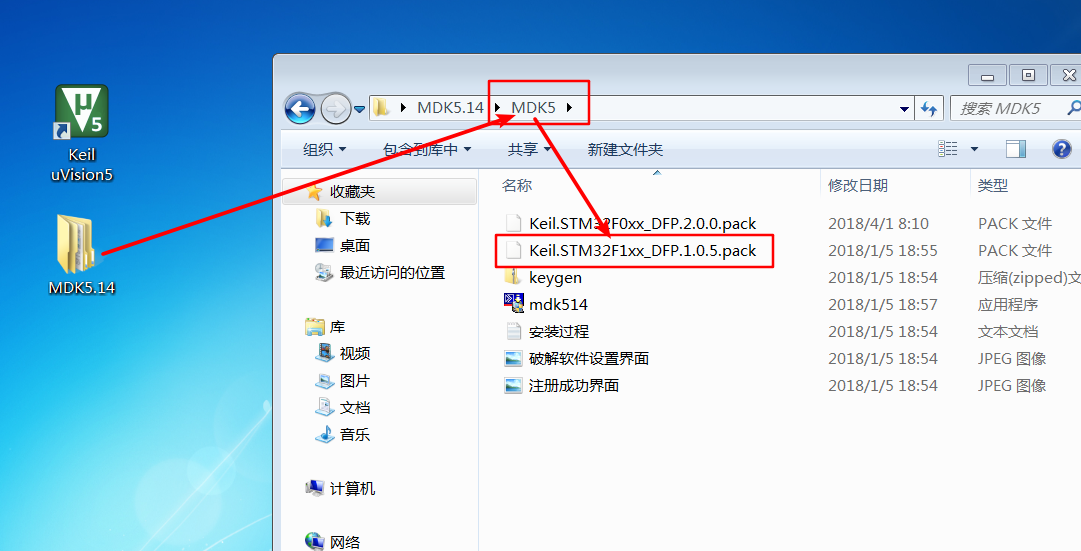 µ
V5
Keil
uVision5
MDK5.14
MDK5.14
MDK5
搜索 MDK5
组织
包含到库中
共享
新建文件夹
收藏夹
下载
桌面
最近访问的位置
库
视频
图片
文档
音乐
计算机
网络
名称
修改日期
类型
Keil.STM32F0xx_DFP.2.0.0.pack
2018/4/1 8:10
PACK 文件
Keil.STM32F1xx_DFP.1.0.5.pack
2018/1/5 18:55
PACK 文件
keygen
2018/1/5 18:54
压缩(zipped)文
mdk514
2018/1/5 18:57
应用程序
安装过程
2018/1/5 18:54
文本文档
破解软件设置界面
2018/1/5 18:54
JPEG 图像
注册成功界面
2018/1/5 18:54
JPEG 图像